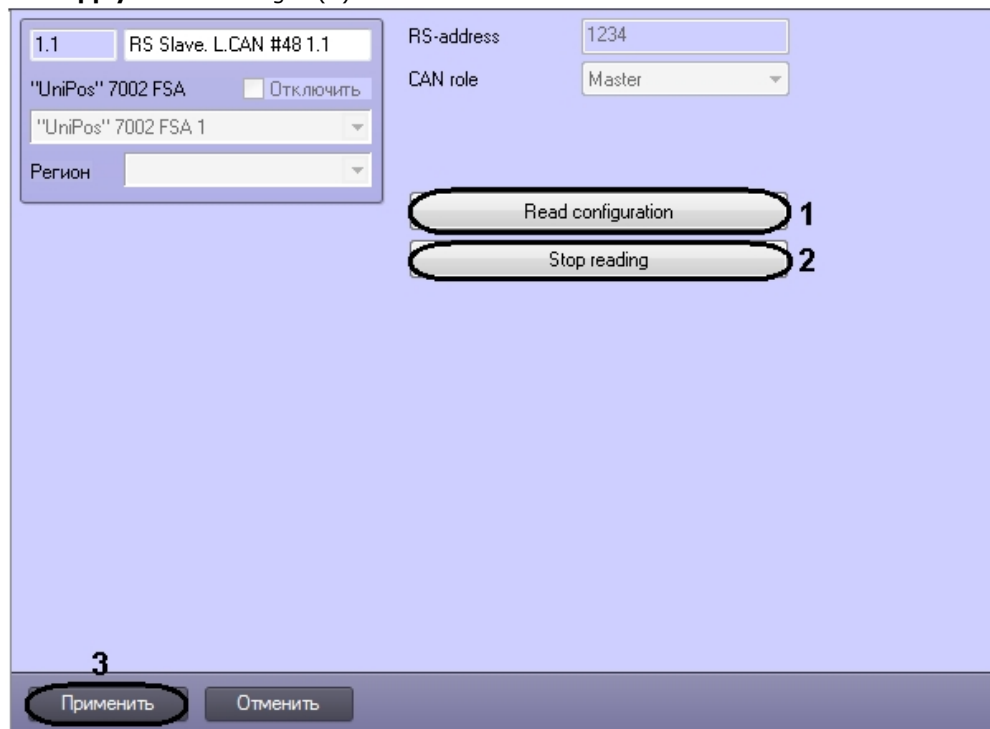 1.1 RS Slave. L.CAN #48 1.1
"UniPos" 7002 FSA Отключить
"UniPos" 7002 FSA 1
Регион
RS-address 1234
CAN role Master
Read configuration 1
Stop reading 2
3
Применить Отменить